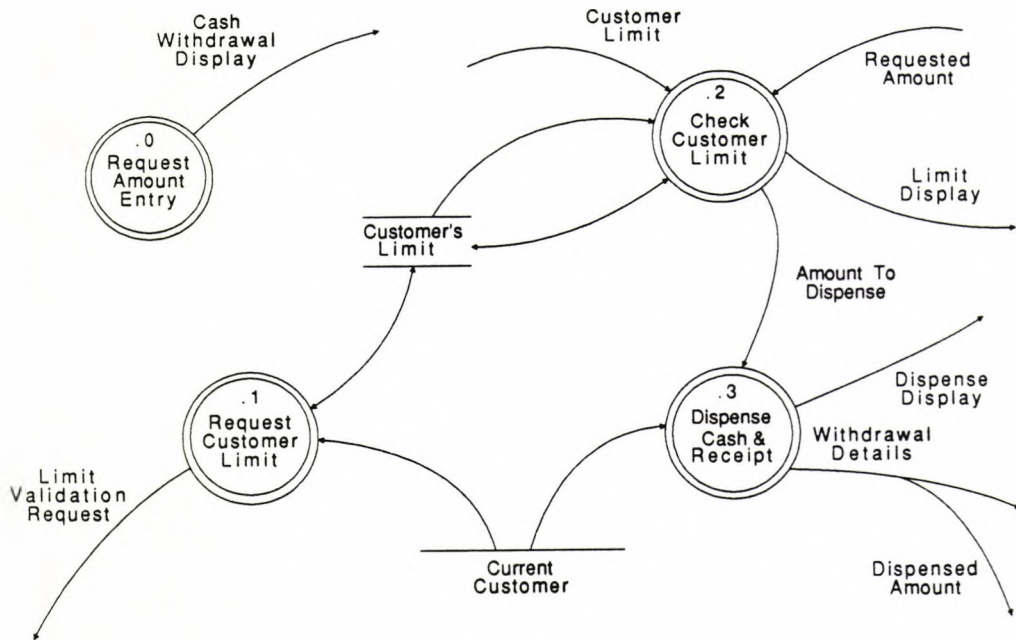 Cash
Withdrawal
Display
Customer
Limit
Requested
Amount
.0
Request
Amount
Entry
.2
Check
Customer
Limit
Limit
Display
Customer's
Limit
Amount To
Dispense
.1
Request
Customer
Limit
.3
Dispense
Cash &
Receipt
Dispense
Display
Withdrawal
Details
Limit
Validation
Request
Current
Customer
Dispensed
Amount